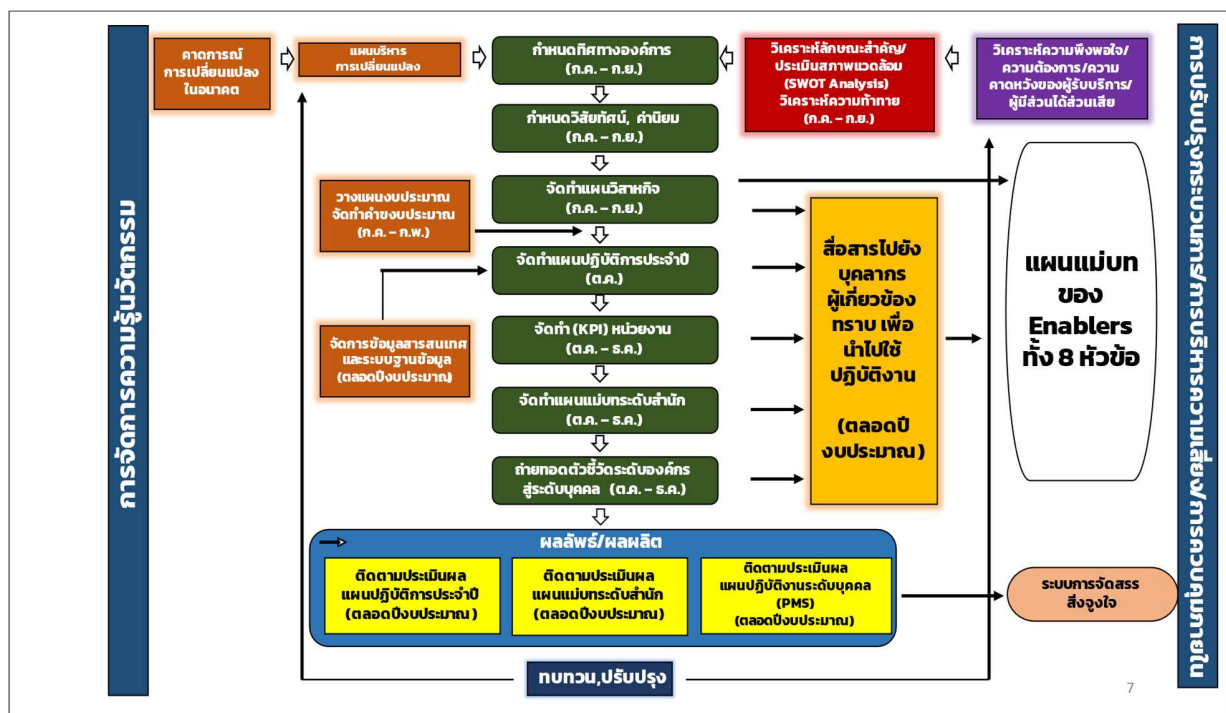 การจัดการความรู้นวัตกรรม
คาดการณ์
การเปลี่ยนแปลง
ในอนาคต
แผนบริหาร
การเปลี่ยนแปลง
กำหนดทิศทางองค์การ
(ก.ค. – ก.ย.)
วิเคราะห์ลักษณะสำคัญ/
ประเมินสภาพแวดล้อม
(SWOT Analysis)
วิเคราะห์ความท้าทาย
(ก.ค. – ก.ย.)
วิเคราะห์ความพึงพอใจ/
ความต้องการ/ความ
คาดหวังของผู้รับบริการ/
ผู้มีส่วนได้ส่วนเสีย
กำหนดวิสัยทัศน์, ค่านิยม
(ก.ค. – ก.ย.)
จัดทำแผนวิสาหกิจ
(ก.ค. – ก.ย.)
วางแผนงบประมาณ
จัดทำคำของบประมาณ
(ก.ค. – ก.พ.)
จัดทำแผนปฏิบัติการประจำปี
(ต.ค.)
จัดทำ (KPI) หน่วยงาน
(ต.ค. – ธ.ค.)
จัดการข้อมูลสารสนเทศ
และระบบฐานข้อมูล
(ตลอดปีงบประมาณ)
จัดทำแผนแม่บทระดับสำนัก
(ต.ค. – ธ.ค.)
ถ่ายทอดตัวชี้วัดระดับองค์กร
สู่ระดับบุคคล (ต.ค. – ธ.ค.)
สื่อสารไปยัง
บุคลากร
ผู้เกี่ยวข้อง
ทราบ เพื่อ
นำไปใช้
ปฏิบัติงาน
(ตลอดปี
งบประมาณ)
แผนแม่บท
ของ
Enablers
ทั้ง 8 หัวข้อ
ผลลัพธ์/ผลผลิต
ติดตามประเมินผล
แผนปฏิบัติการประจำปี
(ตลอดปีงบประมาณ)
ติดตามประเมินผล
แผนแม่บทระดับสำนัก
(ตลอดปีงบประมาณ)
ติดตามประเมินผล
แผนปฏิบัติงานระดับบุคคล
(PMS)
(ตลอดปีงบประมาณ)
ระบบการจัดสรร
สิ่งจูงใจ
ทบทวน,ปรับปรุง
การปรับปรุงกระบวนการ/การบริหารความเสี่ยง/การควบคุมภายใน
7